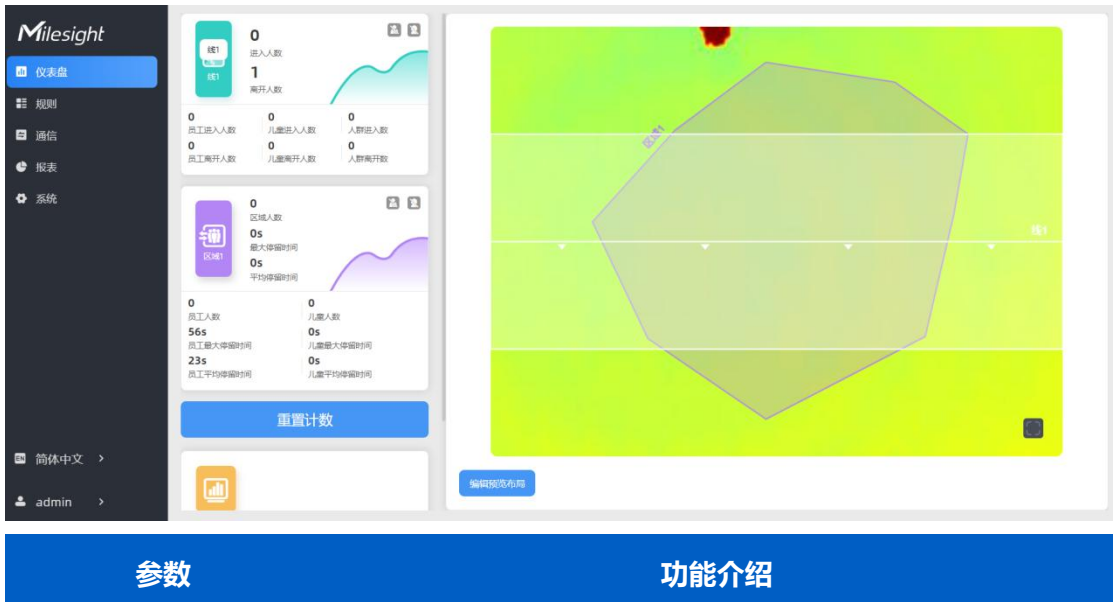 Milesight
仪表盘
规则
通信
报表
系统
EN 简体中文 >
admin >
线1
线1
0
进入人数
1
离开人数
0 0 0
员工进入人数 儿童进入人数 人群进入数
0 0 0
员工离开人数 儿童离开人数 人群离开数
区域1
0
区域人数
0s
最大停留时间
0s
平均停留时间
0 0
员工人数 儿童人数
56s 0s
员工最大停留时间 儿童最大停留时间
23s 0s
员工平均停留时间 儿童平均停留时间
重置计数
区域1
线1
编辑预览布局
参数 功能介绍